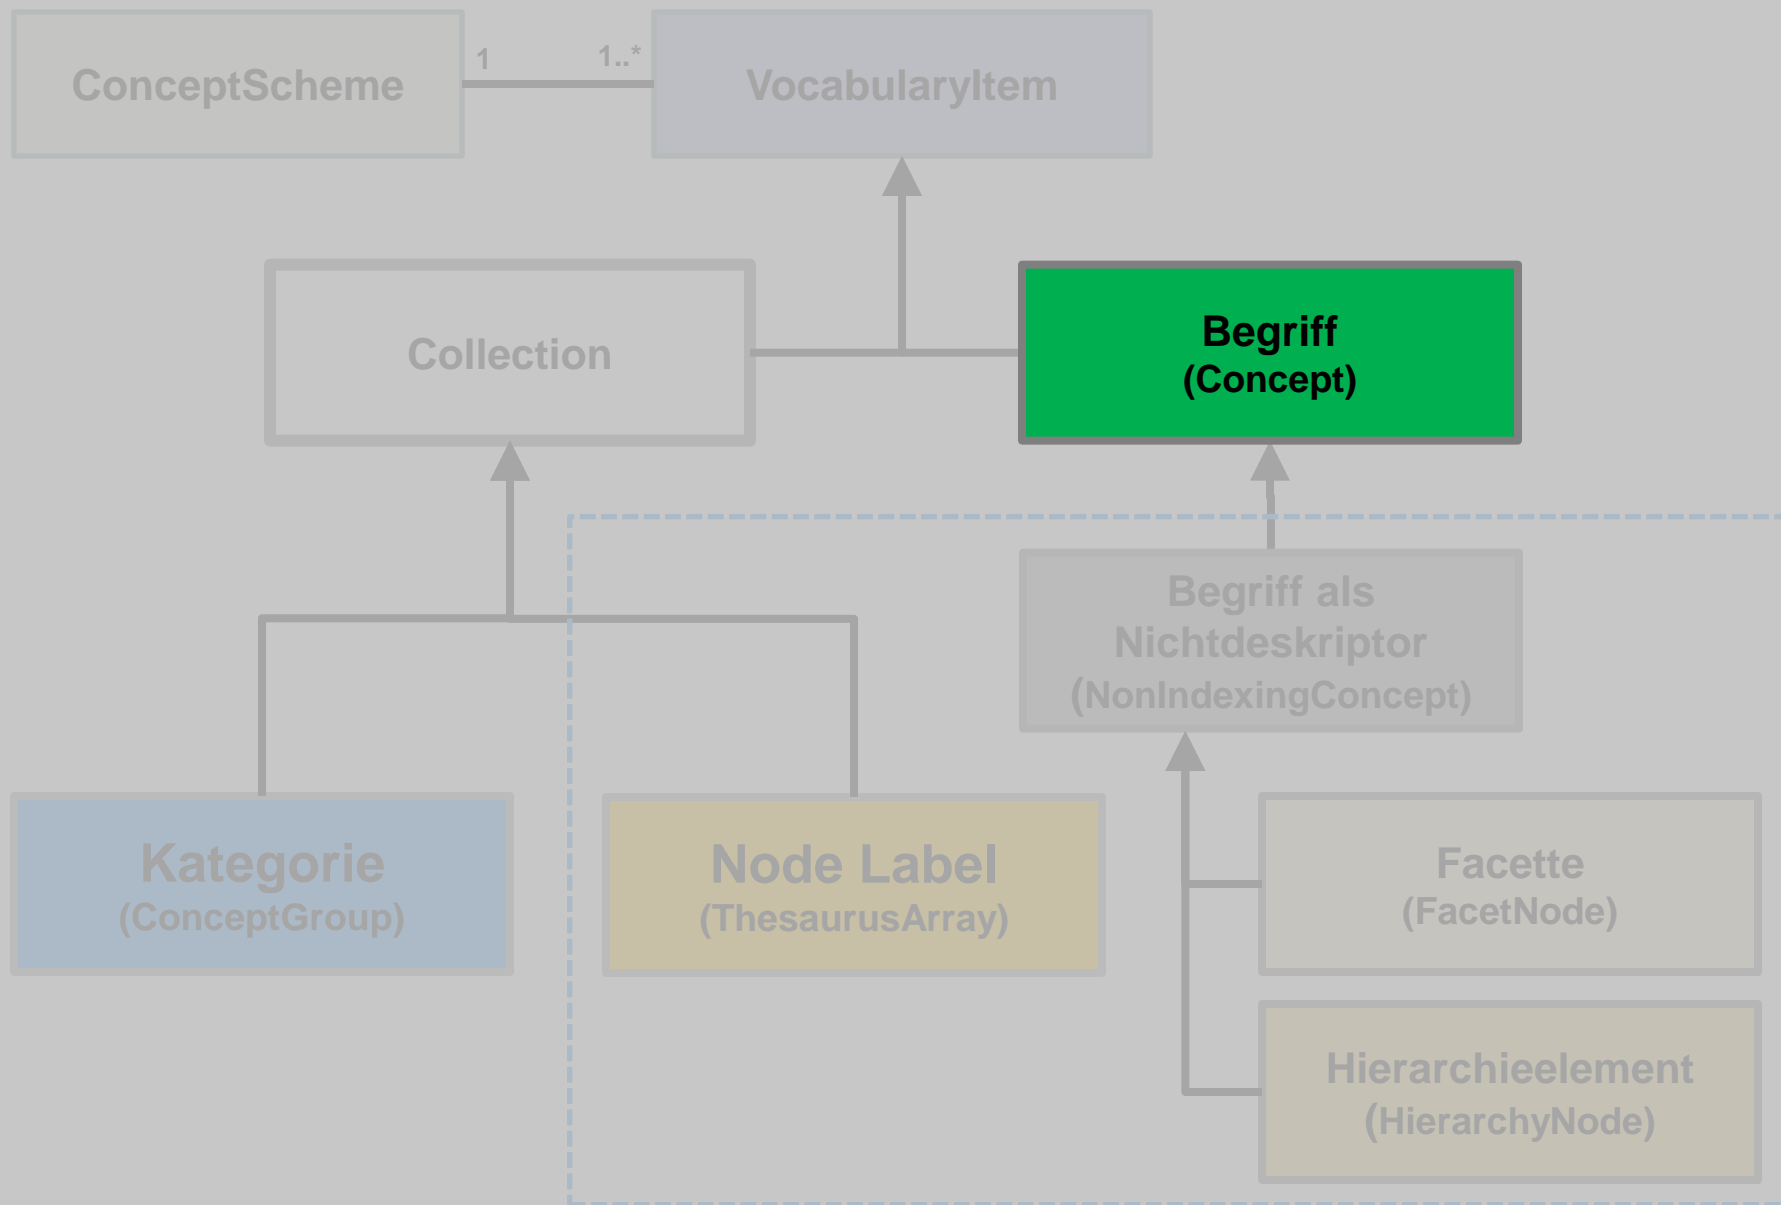 ConceptScheme
1
1..*
VocabularyItem
Collection
Begriff
(Concept)
Begriff als
Nichtdeskriptor
(NonIndexingConcept)
Kategorie
(ConceptGroup)
Node Label
(ThesaurusArray)
Facette
(FacetNode)
Hierarchieelement
(HierarchyNode)